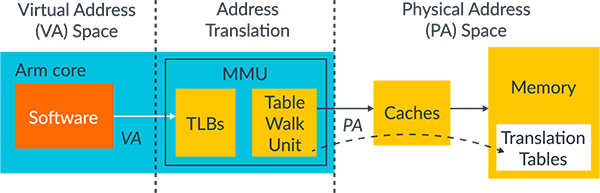 Virtual Address
(VA) Space
Address
Translation
Physical Address
(PA) Space
Arm core
Software
VA
MMU
TLBs
Table
Walk
Unit
PA
Caches
Memory
Translation
Tables